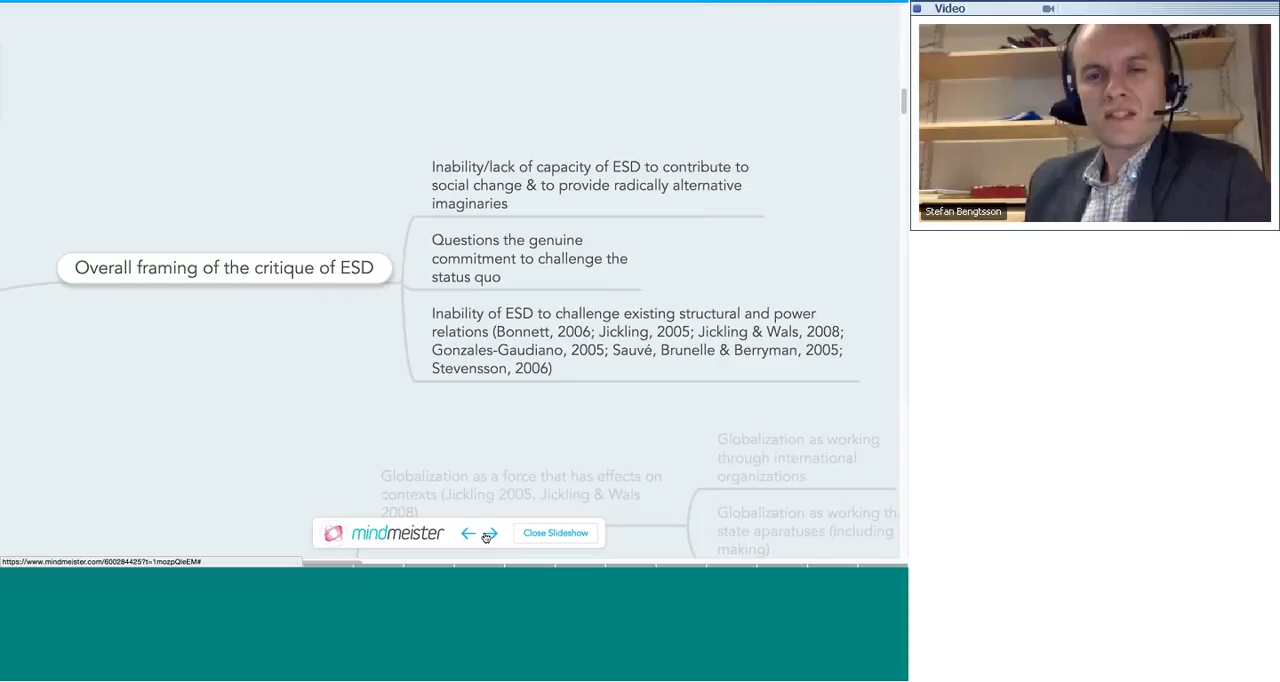 Video
Stefan Bengtsson
Inability/lack of capacity of ESD to contribute to
social change & to provide radically alternative
imaginaries
Overall framing of the critique of ESD
Questions the genuine
commitment to challenge the
status quo
Inability of ESD to challenge existing structural and power
relations (Bonnett, 2006; Jickling, 2005; Jickling & Wals, 2008;
Gonzales-Gaudiano, 2005; Sauvé, Brunelle & Berryman, 2005;
Stevensson, 2006)
Globalization as a force that has effects on
contexts (Jickling 2005, Jickling & Wals
2008)
Globalization as working
through international
organizations
Globalization as working th
state aparatuses (including
making)
mindmeister
Close Slideshow
https://www.mindmeister.com/600284425?t=1mozpQleEM#